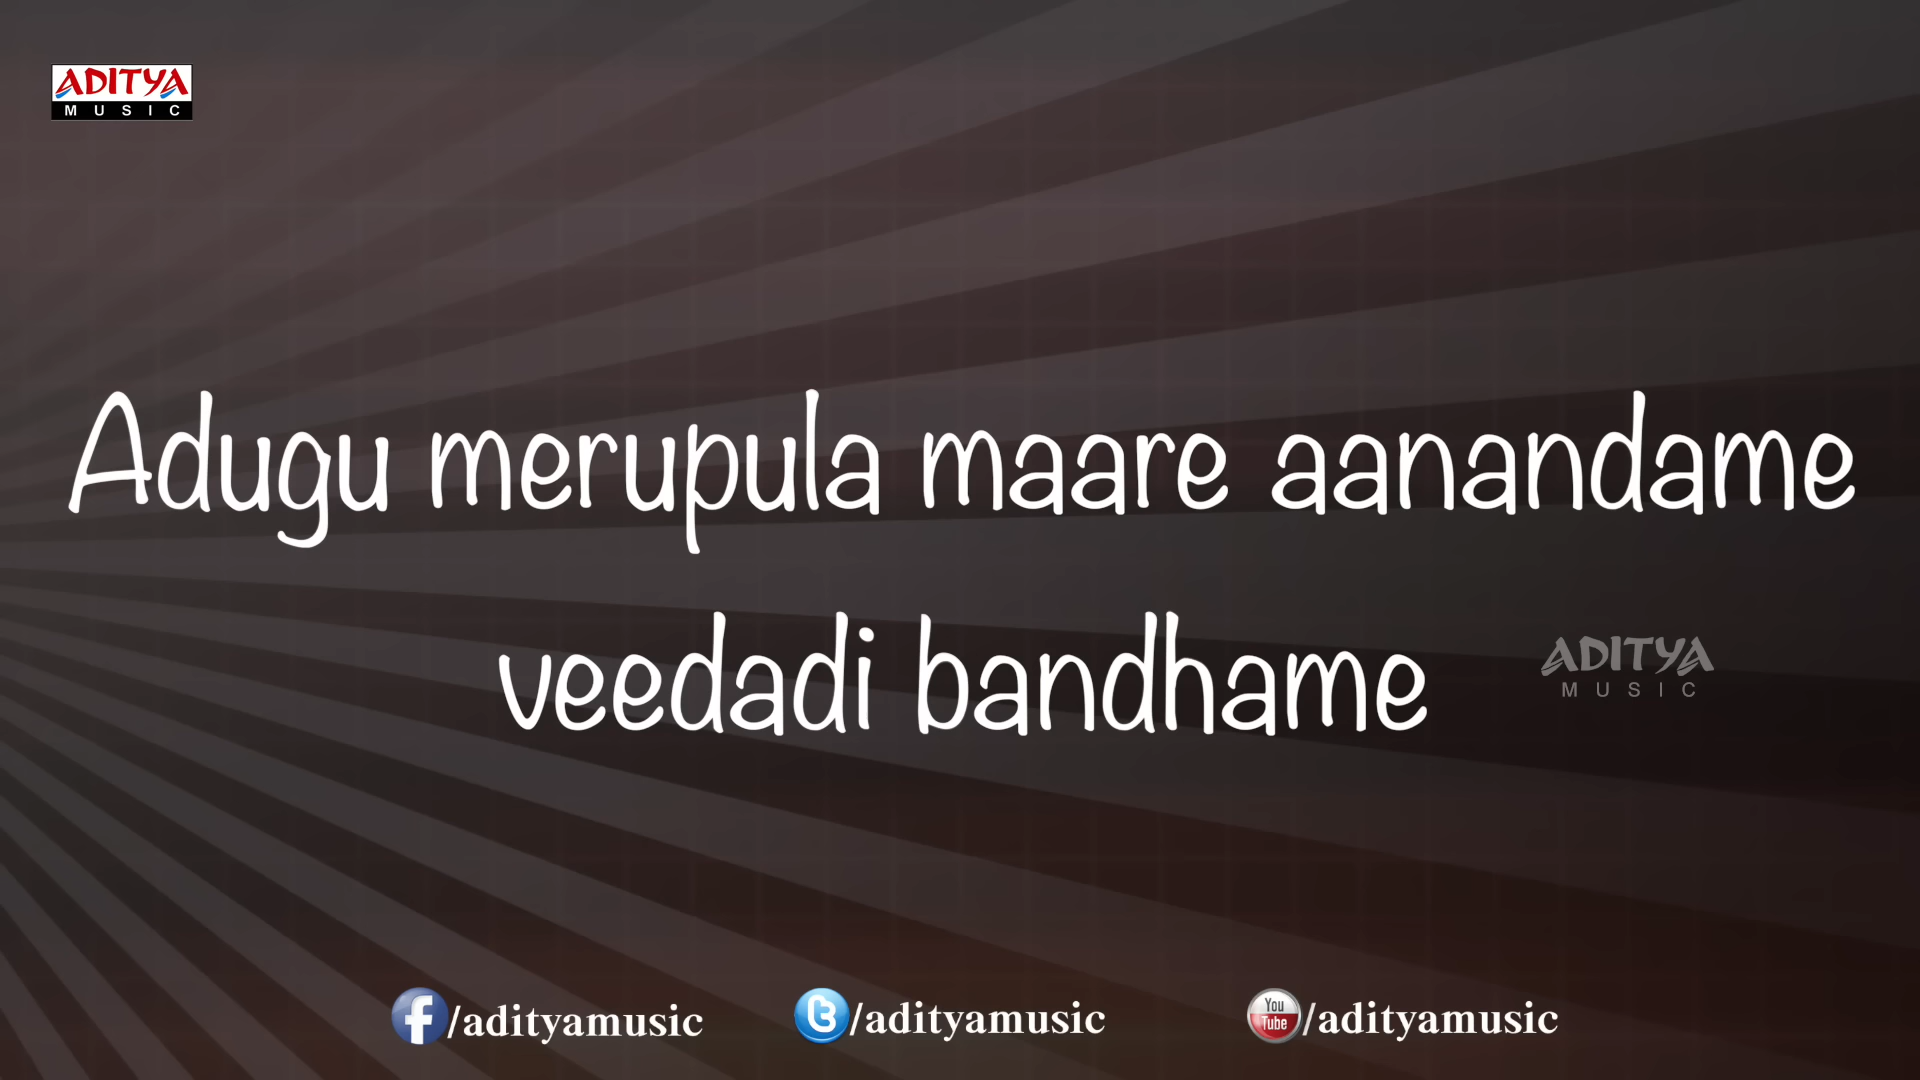 ADITYA
MUSIC
Adugu merupula maare aanandame
veedadi bandhame
ADITYA
MUSIC
f/adityamusic
t/adityamusic
You
Tube
/adityamusic